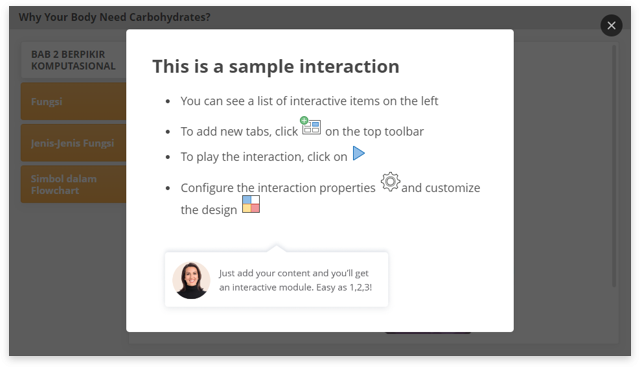 Why Your Body Need Carbohydrates?
BAB 2 BERPIKIR
KOMPUTASIONAL
Fungsi
Jenis-Jenis Fungsi
Simbol dalam
Flowchart
This is a sample interaction
• You can see a list of interactive items on the left
• To add new tabs, click on the top toolbar
• To play the interaction, click on
• Configure the interaction properties and customize
the design
Just add your content and you'll get
an interactive module. Easy as 1,2,3!